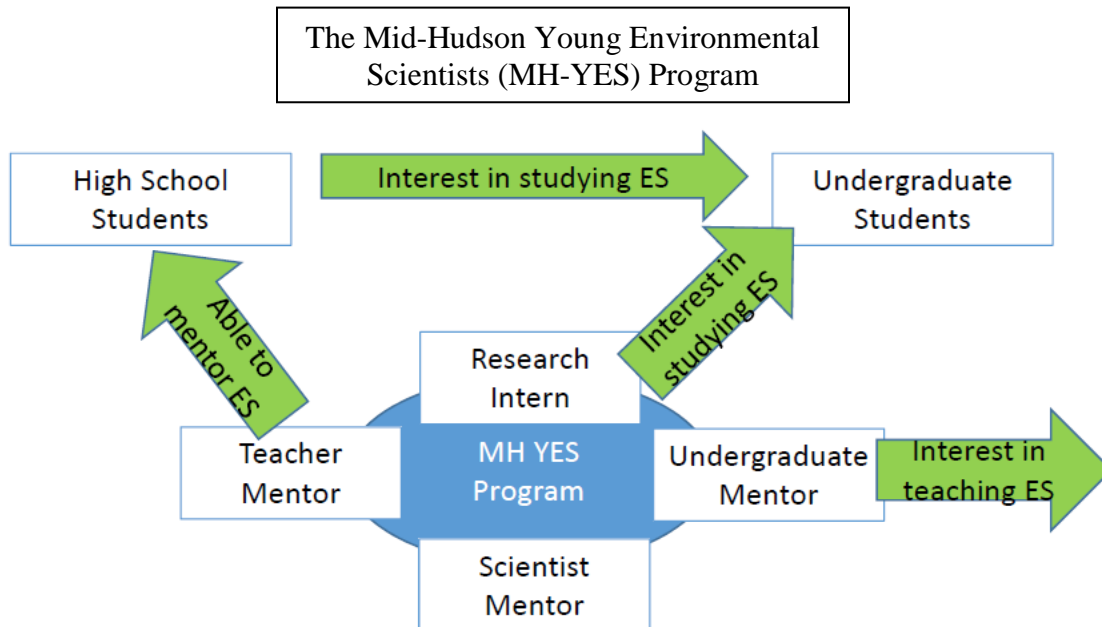 The Mid-Hudson Young Environmental
Scientists (MH-YES) Program
High School
Students
Interest in studying ES
Undergraduate
Students
Able to
mentor ES
Interest in
studying ES
Research
Intern
Teacher
Mentor
MH YES
Program
Undergraduate
Mentor
Interest in
teaching ES
Scientist
Mentor